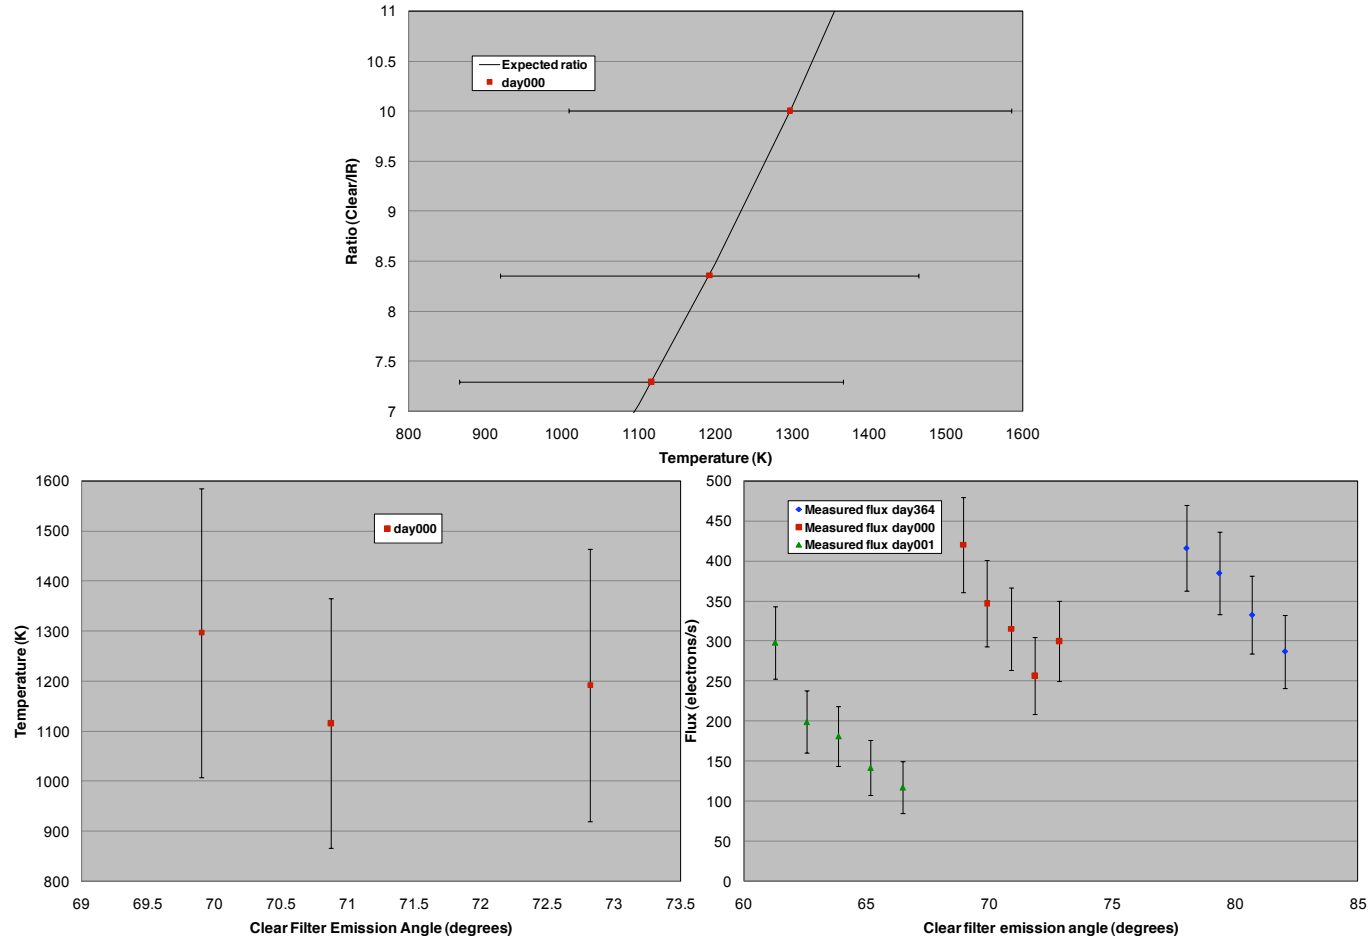 11
10.5
10
9.5
9
8.5
8
7.5
7
Ratio (Clear/IR)
Expected ratio
day000
800 900 1000 1100 1200 1300 1400 1500 1600
Temperature (K)
1600
1500
1400
1300
1200
1100
1000
900
800
Temperature (K)
day000
69 69.5 70 70.5 71 71.5 72 72.5 73 73.5
Clear Filter Emission Angle (degrees)
500
450
400
350
300
250
200
150
100
50
0
Flux (electrons/s)
Measured flux day364
Measured flux day000
Measured flux day001
60 65 70 75 80 85
Clear filter emission angle (degrees)